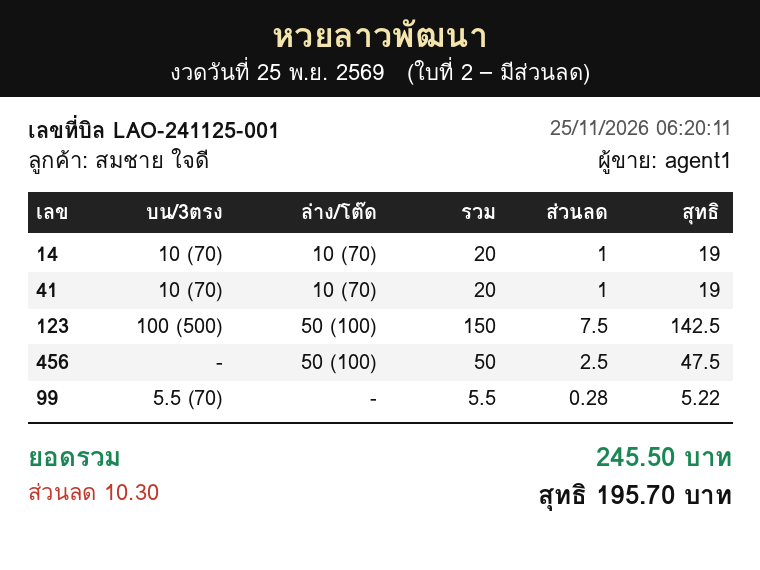 หวยลาวพัฒนา
งวดวันที่ 25 พ.ย. 2569 (ใบที่ 2 – มีส่วนลด)
เลขที่บิล LAO-241125-001 25/11/2026 06:20:11
ลูกค้า: สมชาย ใจดี ผู้ขาย: agent1
เลข บน/3ตรง ล่าง/โต๊ด รวม ส่วนลด สุทธิ
14 10 (70) 10 (70) 20 1 19
41 10 (70) 10 (70) 20 1 19
123 100 (500) 50 (100) 150 7.5 142.5
456 - 50 (100) 50 2.5 47.5
99 5.5 (70) - 5.5 0.28 5.22
ยอดรวม 245.50 บาท
ส่วนลด 10.30 สุทธิ 195.70 บาท